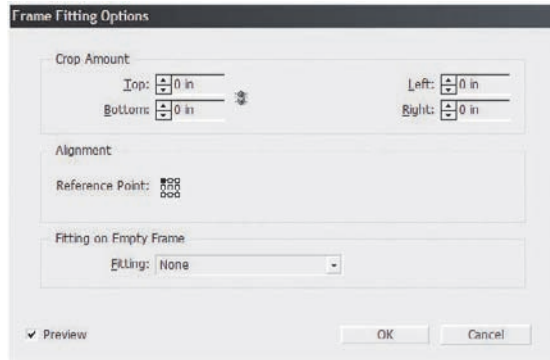 Frame Fitting Options
Crop Amount
Top: 0 in
Left: 0 in
Bottom: 0 in
Right: 0 in
Alignment
Reference Point:
Fitting on Empty Frame
Fitting: None
Preview
OK
Cancel